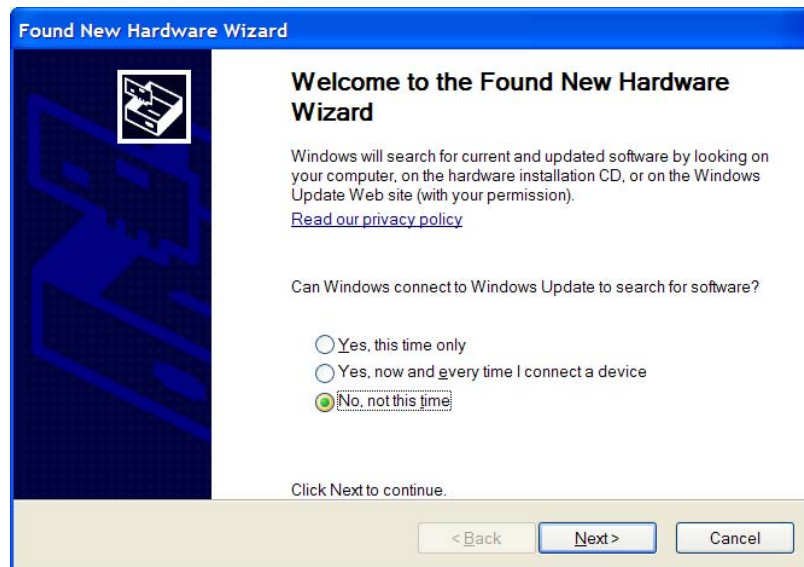 Found New Hardware Wizard
Welcome to the Found New Hardware
Wizard
Windows will search for current and updated software by looking on
your computer, on the hardware installation CD, or on the Windows
Update Web site (with your permission).
Read our privacy policy
Can Windows connect to Windows Update to search for software?
Yes, this time only
Yes, now and every time I connect a device
No, not this time
Click Next to continue.
< Back
Next >
Cancel